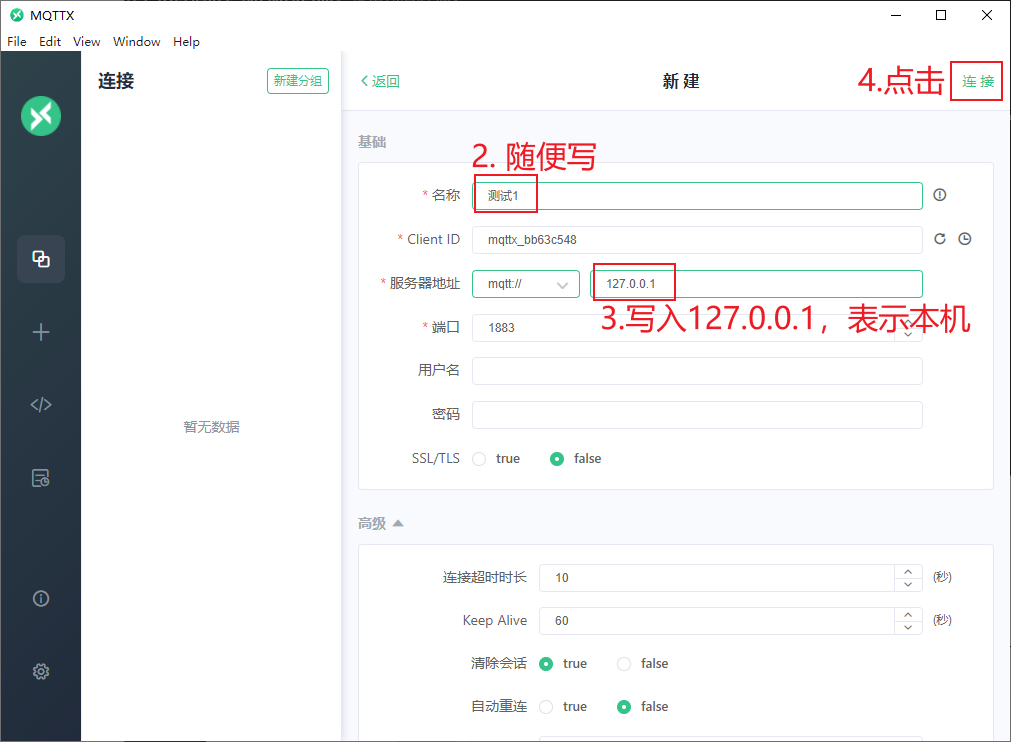 MQTTX
File Edit View Window Help
连接
新建分组
返回
新建
4.点击
连接
基础
2. 随便写
* 名称 测试1
* Client ID mqttx_bb63c548
* 服务器地址 mqtt:// 127.0.0.1
3.写入127.0.0.1，表示本机
* 端口 1883
用户名
密码
暂无数据
SSL/TLS true false
高级
连接超时时长 10 (秒)
Keep Alive 60 (秒)
清除会话 true false
自动重连 true false